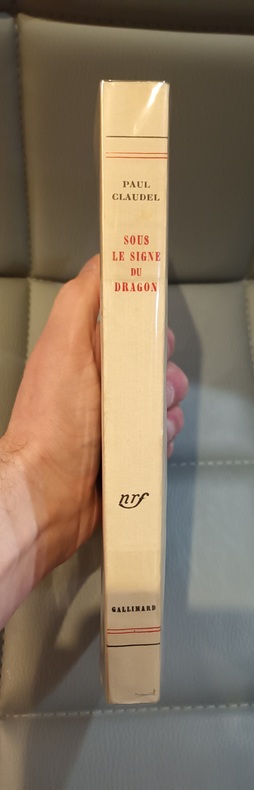 PAUL
CLAUDEL
SOUS
LE SIGNE
DU
DRAGON
nrf
GALLIMARD